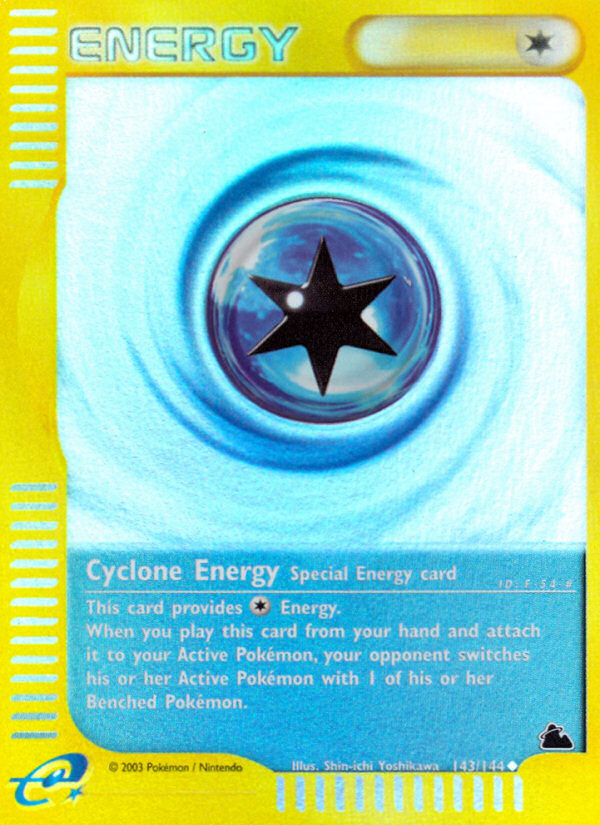 ENERGY
Cyclone Energy Special Energy card
ID: F-54-#
This card provides Energy.
When you play this card from your hand and attach
it to your Active Pokémon, your opponent switches
his or her Active Pokémon with 1 of his or her
Benched Pokémon.
© 2003 Pokémon / Nintendo
Illus. Shin-ichi Yoshikawa 143/144
e